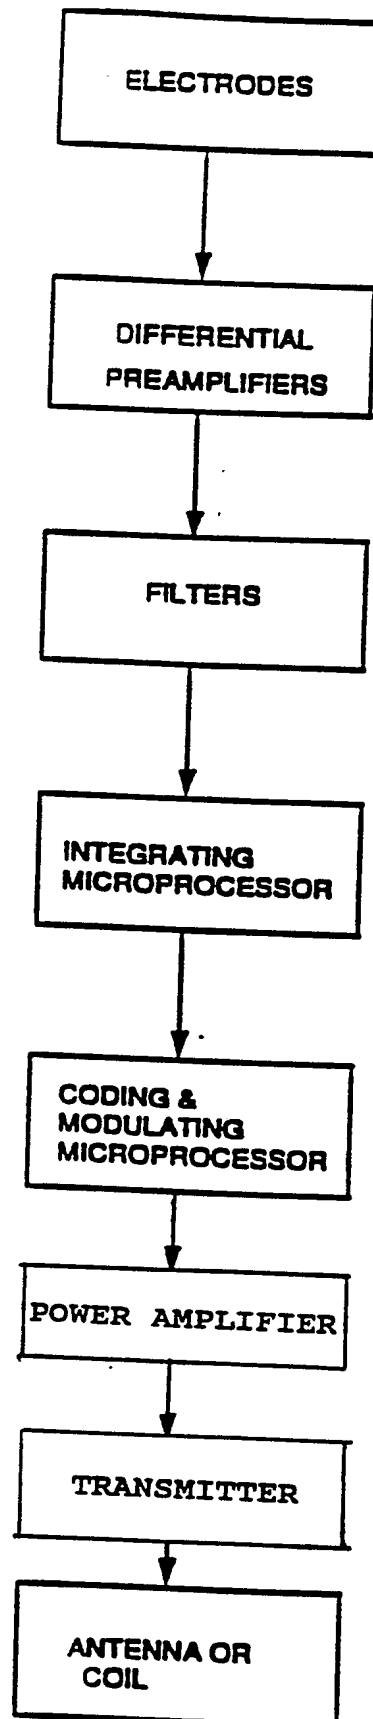 ELECTRODES
DIFFERENTIAL
PREAMPLIFIERS
FILTERS
INTEGRATING
MICROPROCESSOR
CODING &
MODULATING
MICROPROCESSOR
POWER AMPLIFIER
TRANSMITTER
ANTENNA OR
COIL